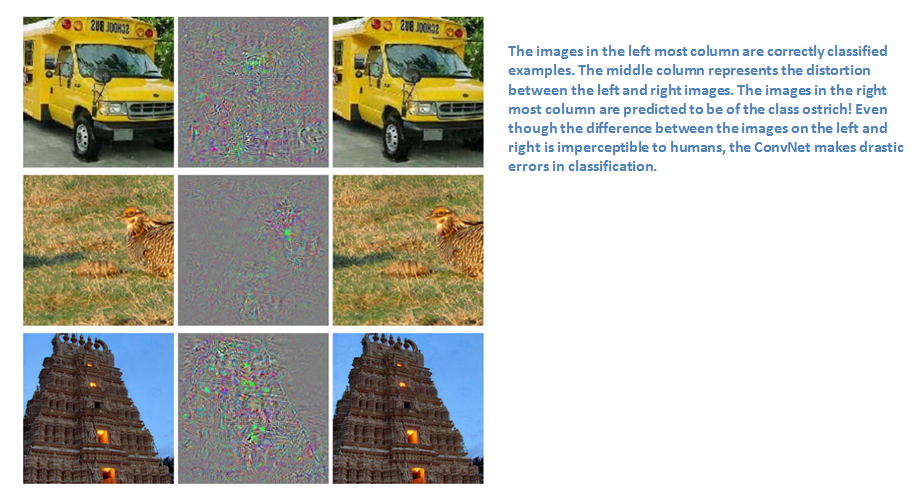 SCHOOL BUS
SCHOOL BUS
The images in the left most column are correctly classified
examples. The middle column represents the distortion
between the left and right images. The images in the right
most column are predicted to be of the class ostrich! Even
though the difference between the images on the left and
right is imperceptible to humans, the ConvNet makes drastic
errors in classification.